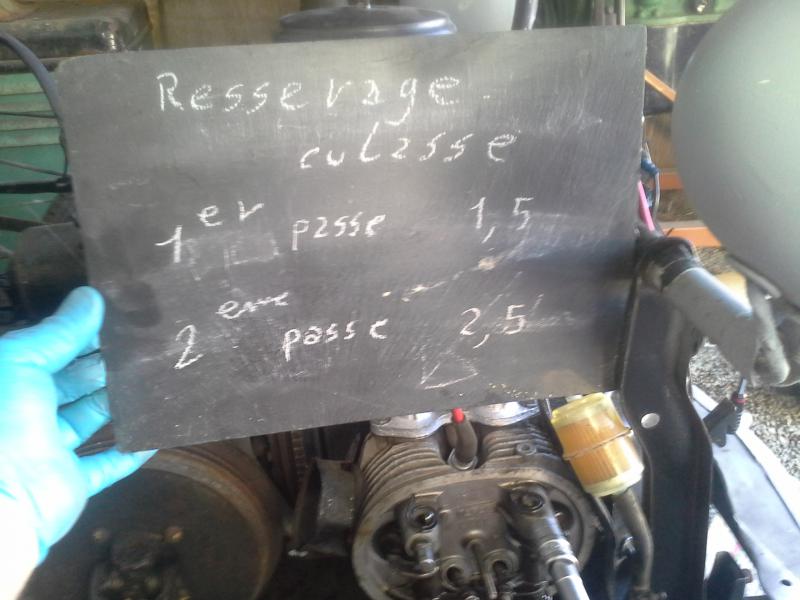 Resserage
culasse
1er passe 1,5
2eme passe 2,5